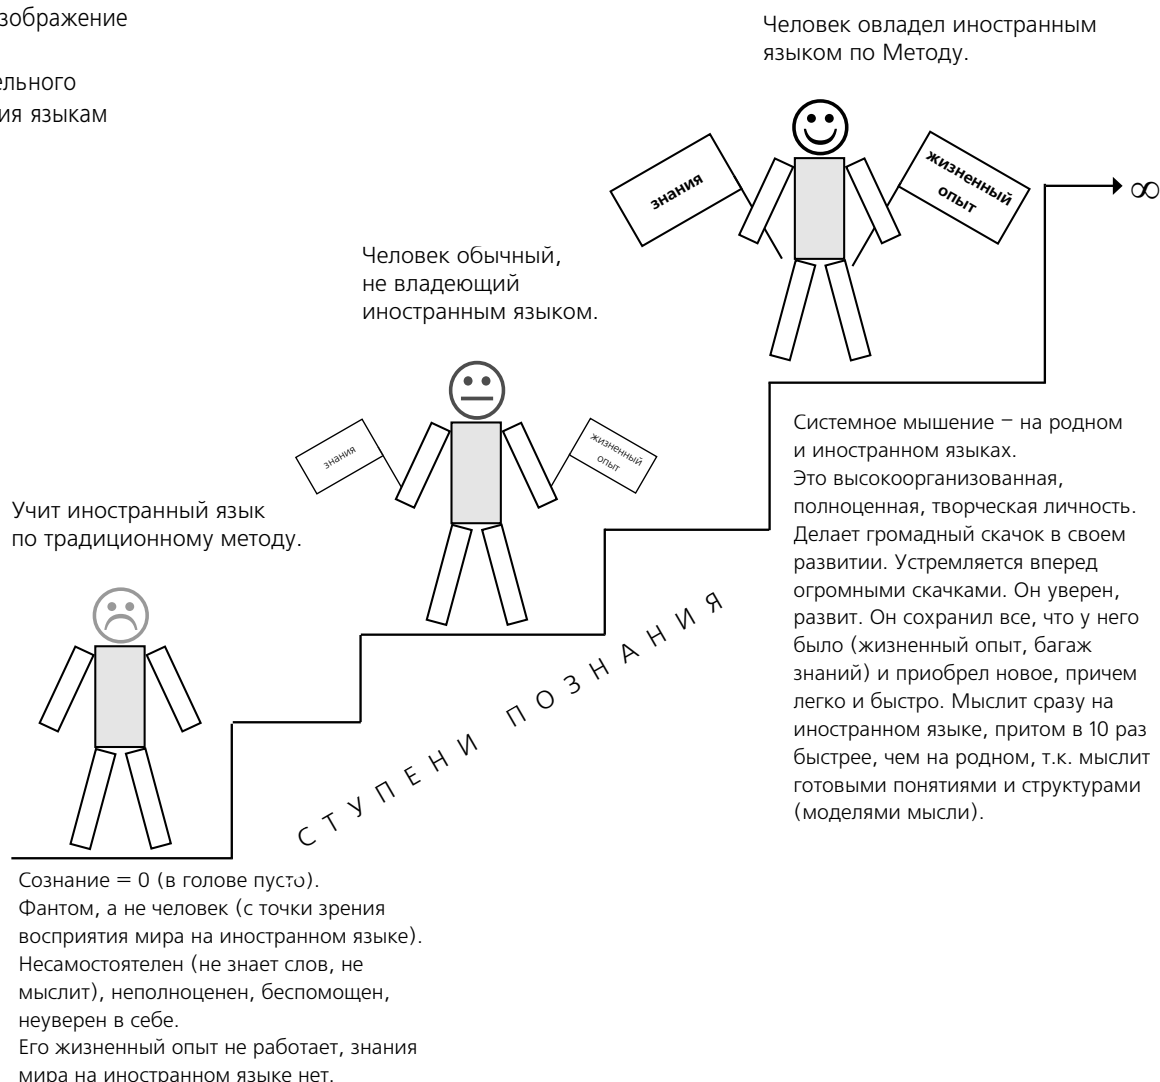 зображение
ельного
ия языкам
Человек овладел иностранным
языком по Методу.
знания
жизненный
опыт
∞
Человек обычный,
не владеющий
иностранным языком.
знания
жизненный
опыт
Учит иностранный язык
по традиционному методу.
СТУПЕНИ ПОЗНАНИЯ
Системное мышение – на родном
и иностранном языках.
Это высокоорганизованная,
полноценная, творческая личность.
Делает громадный скачок в своем
развитии. Устремляется вперед
огромными скачками. Он уверен,
развит. Он сохранил все, что у него
было (жизненный опыт, багаж
знаний) и приобрел новое, причем
легко и быстро. Мыслит сразу на
иностранном языке, притом в 10 раз
быстрее, чем на родном, т.к. мыслит
готовыми понятиями и структурами
(моделями мысли).
Сознание = 0 (в голове пусто).
Фантом, а не человек (с точки зрения
восприятия мира на иностранном языке).
Несамостоятелен (не знает слов, не
мыслит), неполноценен, беспомощен,
неуверен в себе.
Его жизненный опыт не работает, знания
мира на иностранном языке нет.